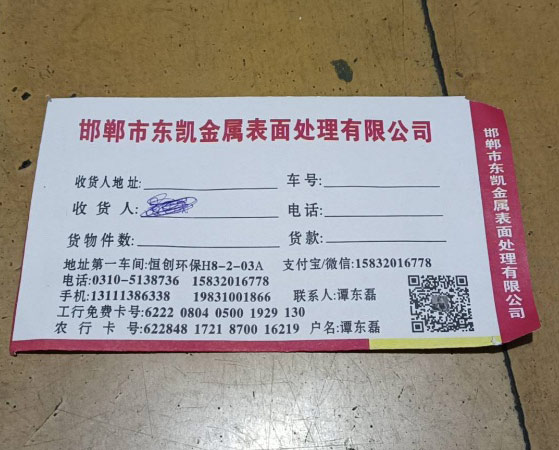 邯郸市东凯金属表面处理有限公司
收货人地址: 车号:
收货人: 电话:
货物件数: 货款:
地址第一车间:恒创环保H8-2-03A 支付宝/微信:15832016778
电话:0310-5138736 15832016778
手机:13111386338 19831001866 联系人:谭东磊
工行免费卡号:6222 0804 0500 1929 130
农行卡号:622848 1721 8700 16219 户名:谭东磊
邯郸市东凯金属表面处理有限公司